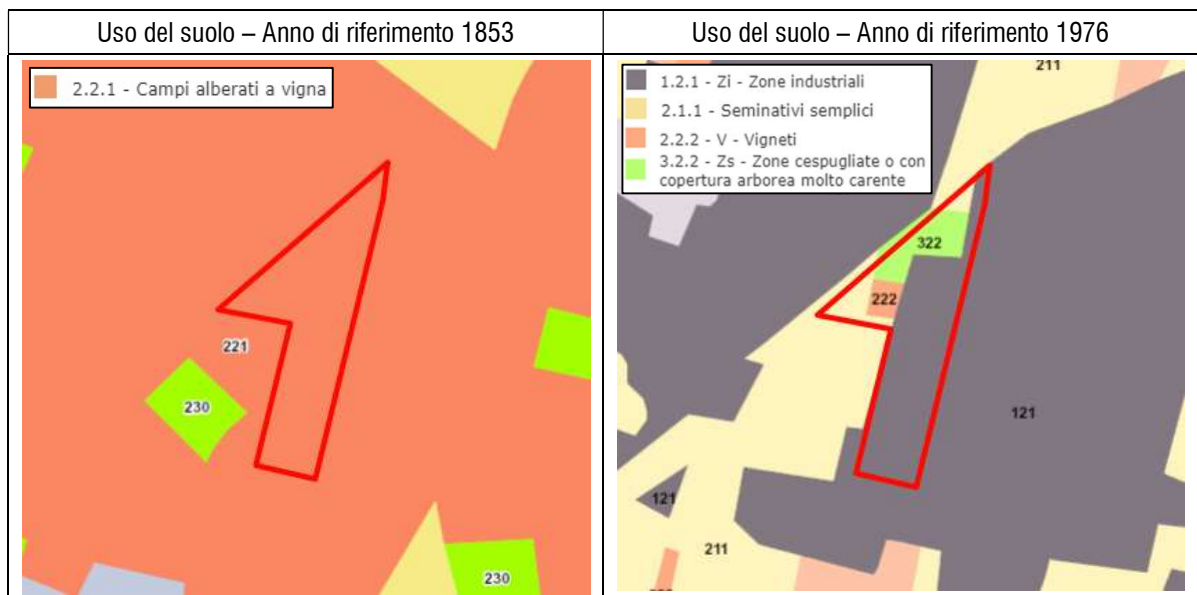 Uso del suolo – Anno di riferimento 1853
Uso del suolo – Anno di riferimento 1976
2.2.1 - Campi alberati a vigna
221
230
230
1.2.1 - Zi - Zone industriali
2.1.1 - Seminativi semplici
2.2.2 - V - Vigneti
3.2.2 - Zs - Zone cespugliate o con
copertura arborea molto carente
211
322
222
121
121
211